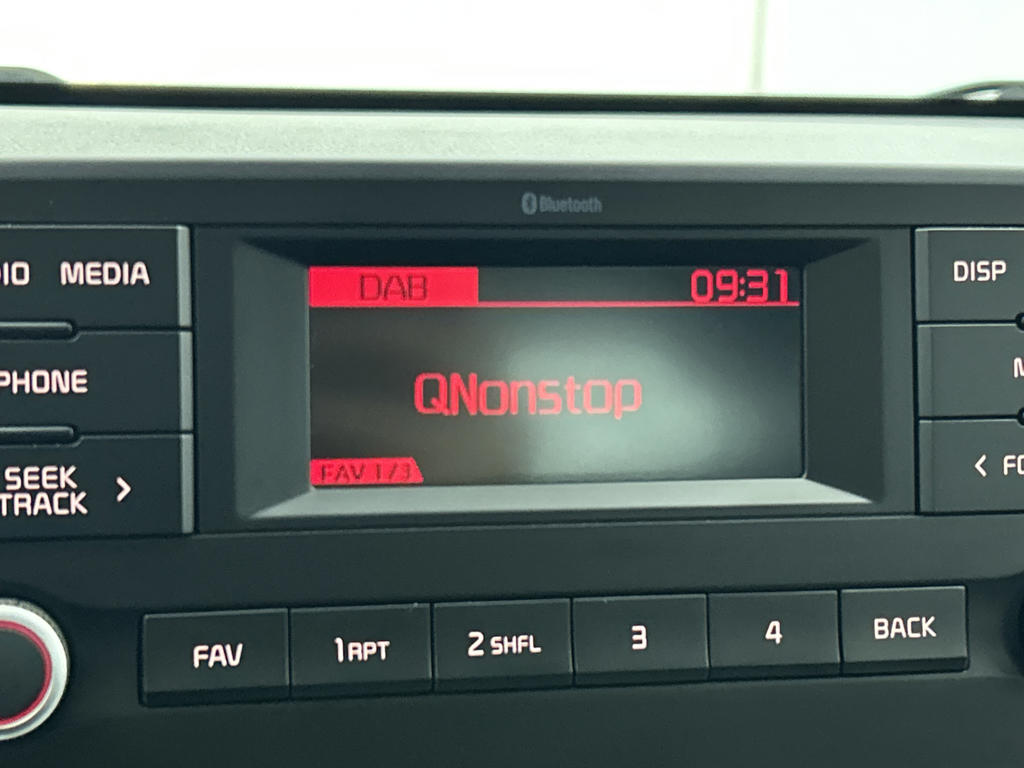 Bluetooth
MEDIA
DISP
DAB
09:31
PHONE
QNonstop
SEEK
TRACK
FAV 1/3
FAV
1 RPT
2 SHFL
3
4
BACK